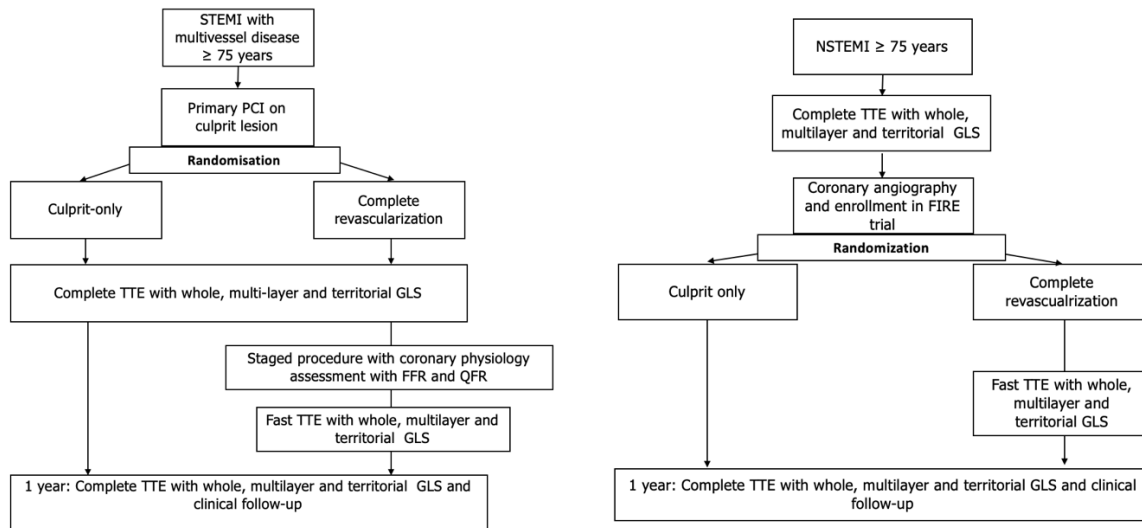 STEMI with
multivessel disease
≥ 75 years
Primary PCI on
culprit lesion
Randomisation
Culprit-only
Complete
revascularization
Complete TTE with whole, multi-layer and territorial GLS
Staged procedure with coronary physiology
assessment with FFR and QFR
Fast TTE with whole, multilayer and
territorial GLS
1 year: Complete TTE with whole, multilayer and territorial GLS and
clinical follow-up
NSTEMI ≥ 75 years
Complete TTE with whole,
multilayer and territorial GLS
Coronary angiography
and enrollment in FIRE
trial
Randomization
Culprit only
Complete
revascualrization
Fast TTE with whole,
multilayer and
territorial GLS
1 year: Complete TTE with whole, multilayer and territorial GLS and clinical
follow-up